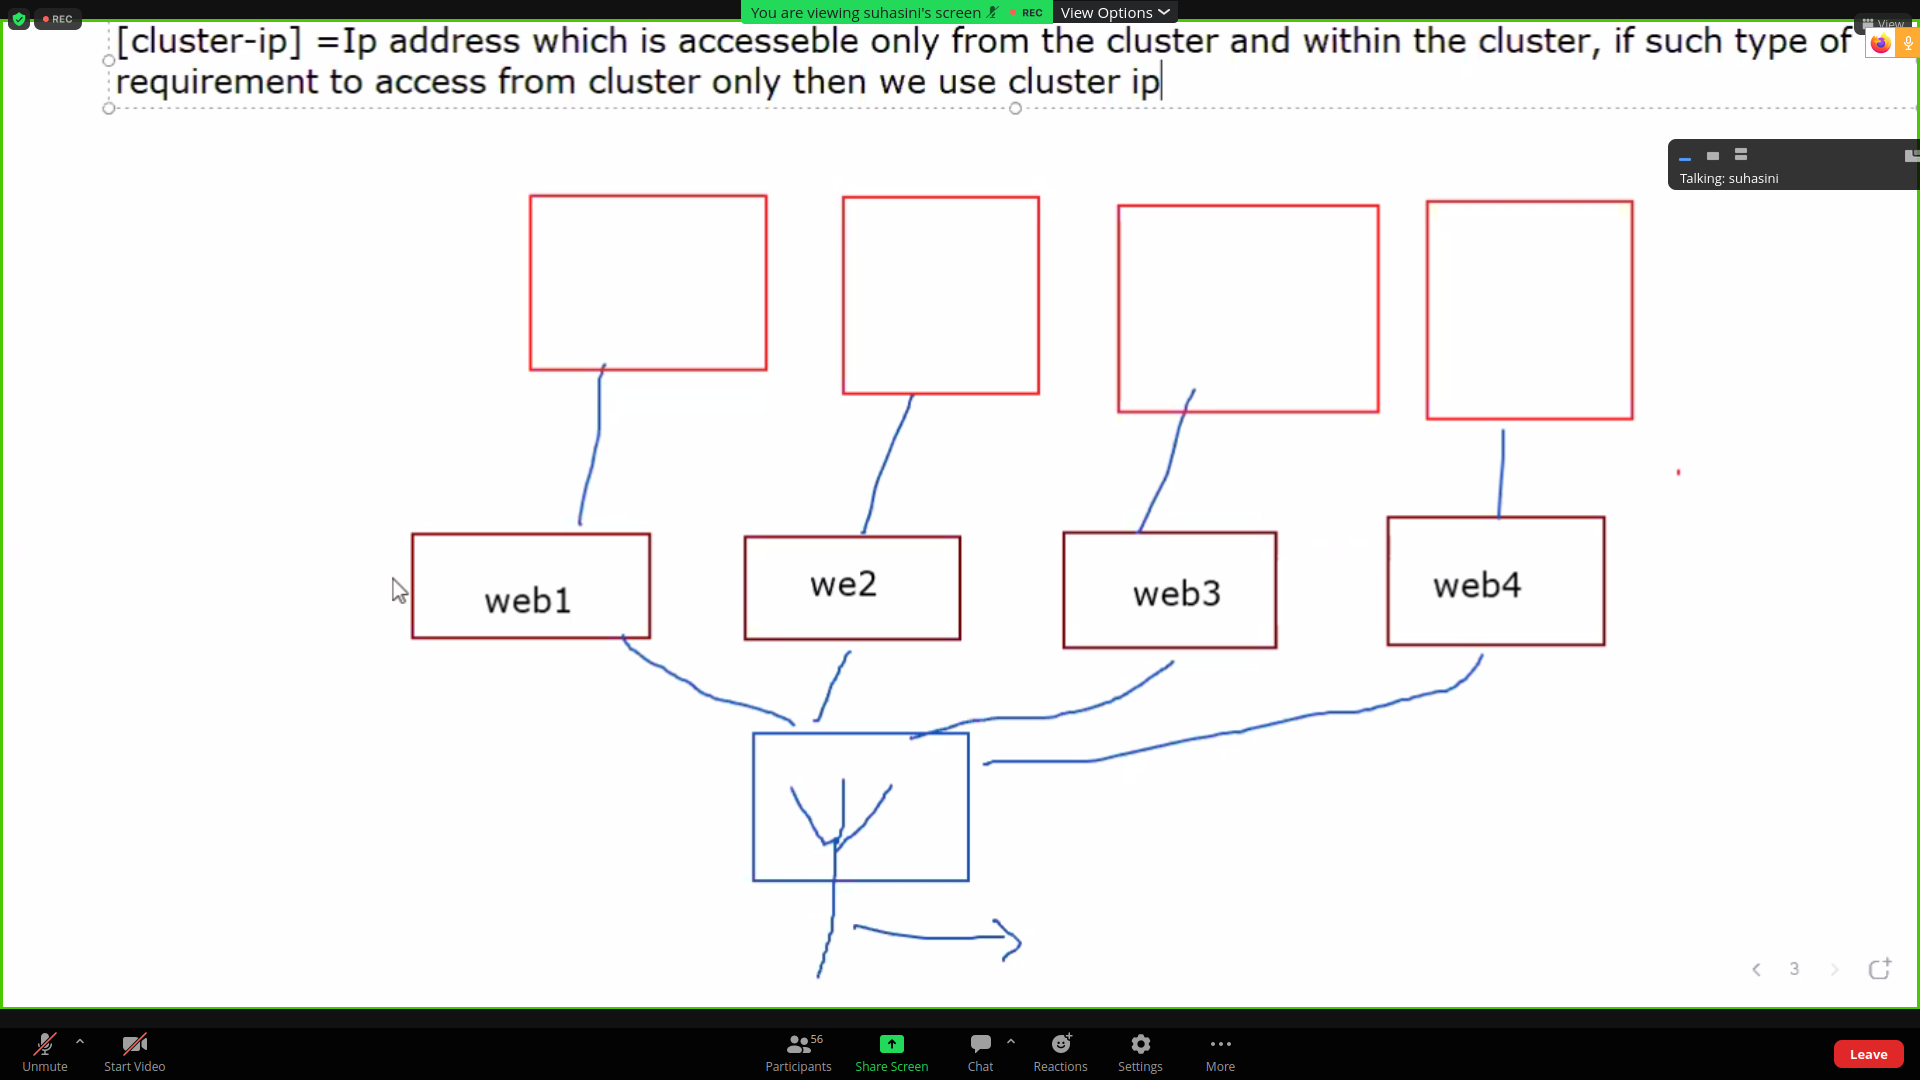 REC
You are viewing suhasini's screen
REC
View Options
View
[cluster-ip] =Ip address which is accesseble only from the cluster and within the cluster, if such type of
requirement to access from cluster only then we use cluster ip
Talking: suhasini
web1
we2
web3
web4
3
Unmute
Start Video
Participants
56
Share Screen
Chat
Reactions
Settings
More
Leave